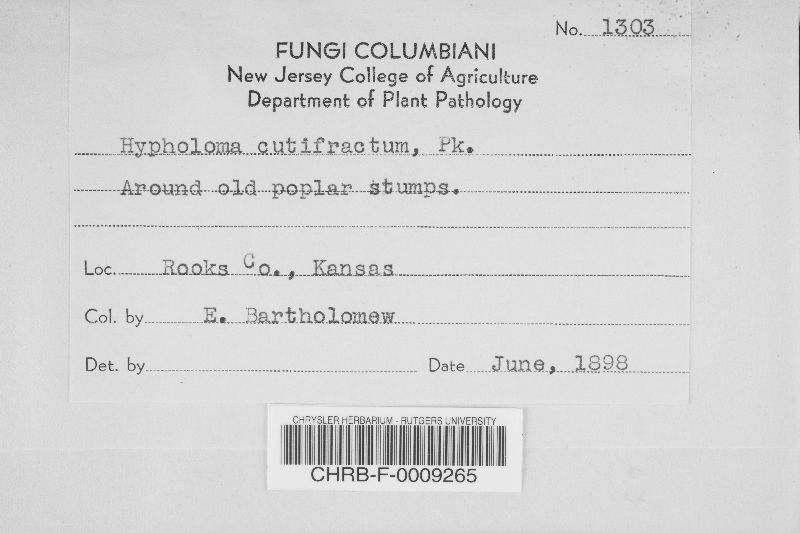 No. 1303
FUNGI COLUMBIANI
New Jersey College of Agriculture
Department of Plant Pathology
Hypholoma cutifractum, Pk.
Around old poplar stumps.
Loc. Rooks Co., Kansas
Col. by E. Bartholomew
Det. by Date June, 1898
CHRYSLER HERBARIUM - RUTGERS UNIVERSITY
CHRB-F-0009265